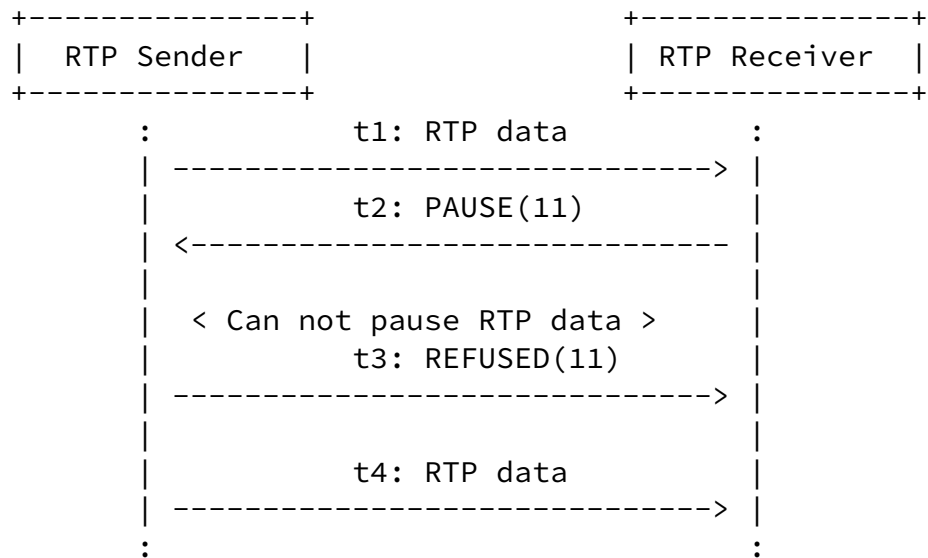 RTP Sender RTP Receiver
t1: RTP data
t2: PAUSE(11)
< Can not pause RTP data >
t3: REFUSED(11)
t4: RTP data